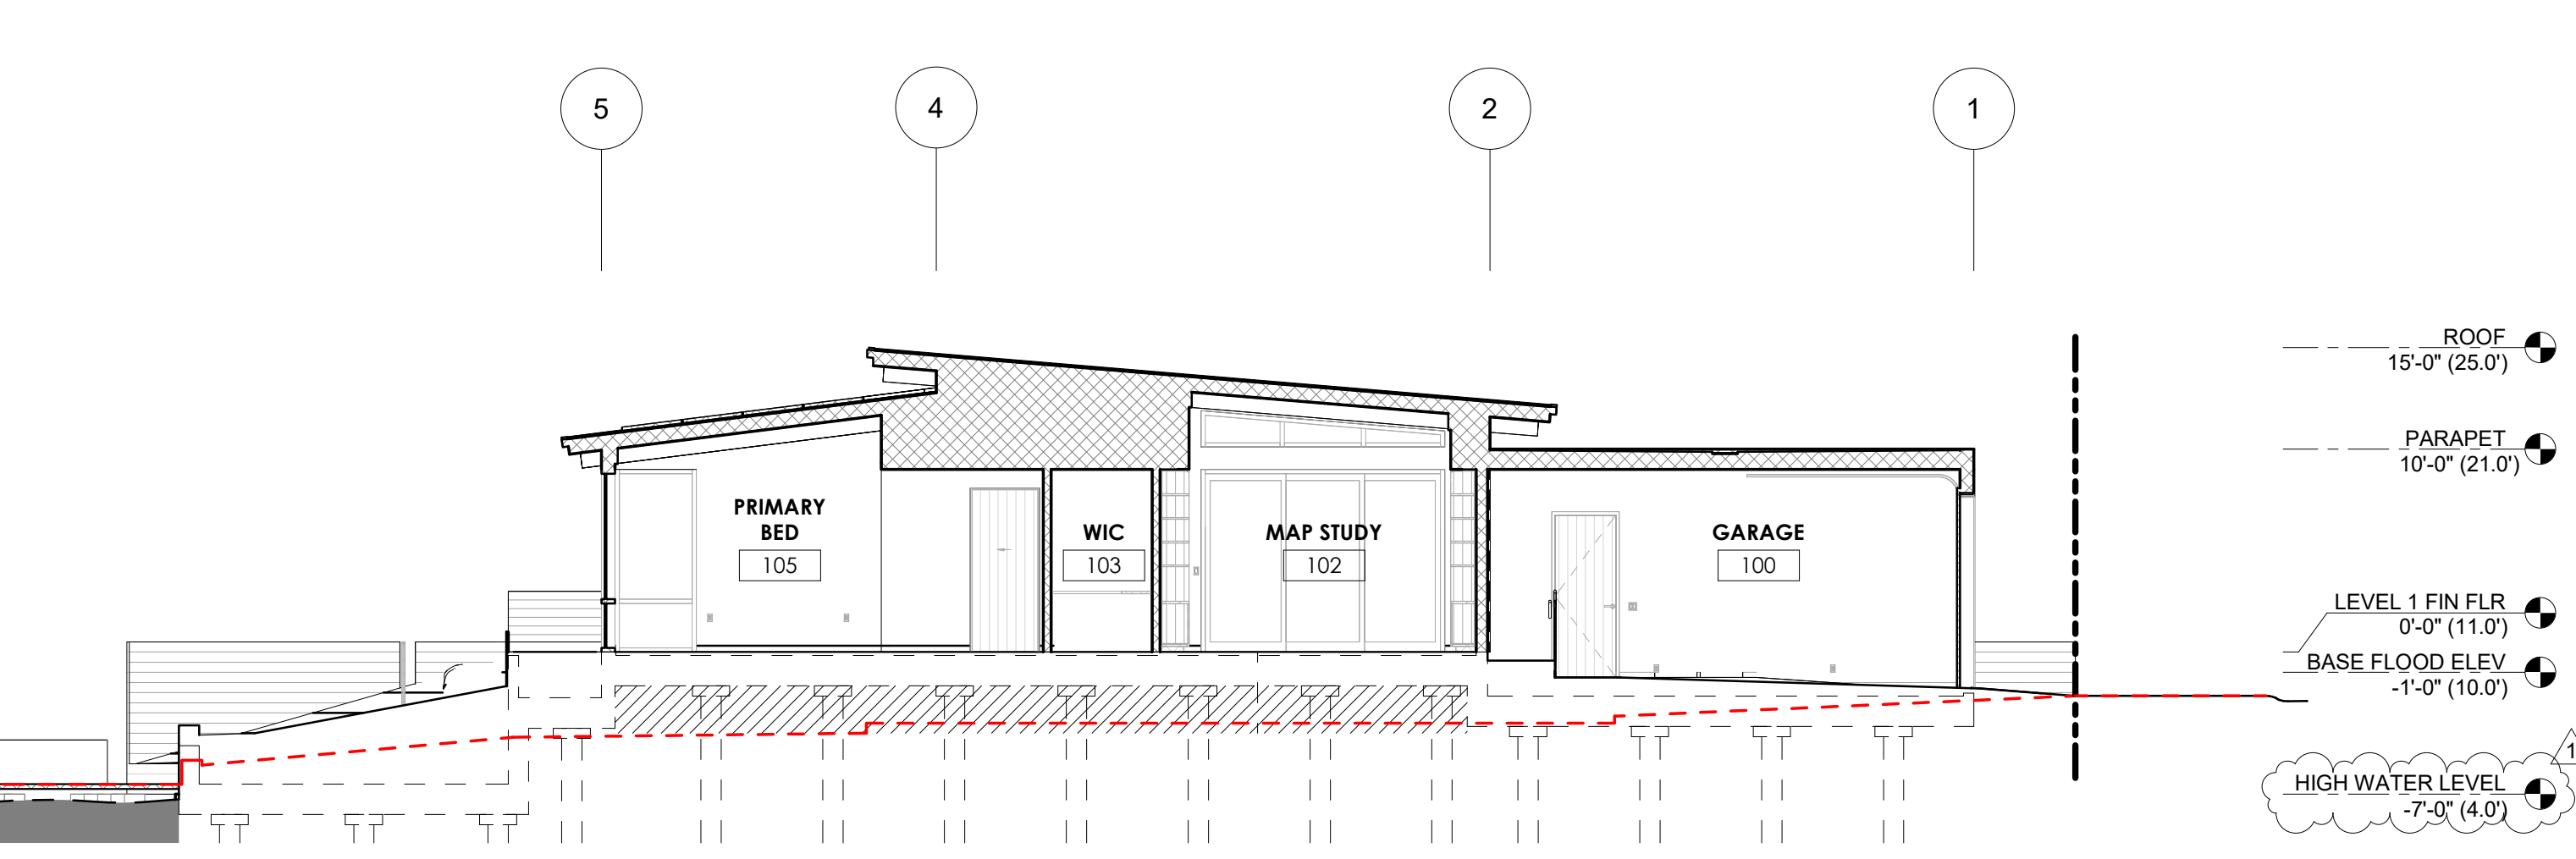 5
4
2
1
ROOF
15'-0" (25.0')
PARAPET
10'-0" (21.0')
PRIMARY
BED
105
WIC
103
MAP STUDY
102
GARAGE
100
LEVEL 1 FIN FLR
0'-0" (11.0')
BASE FLOOD ELEV
-1'-0" (10.0')
1
HIGH WATER LEVEL
-7'-0" (4.0')